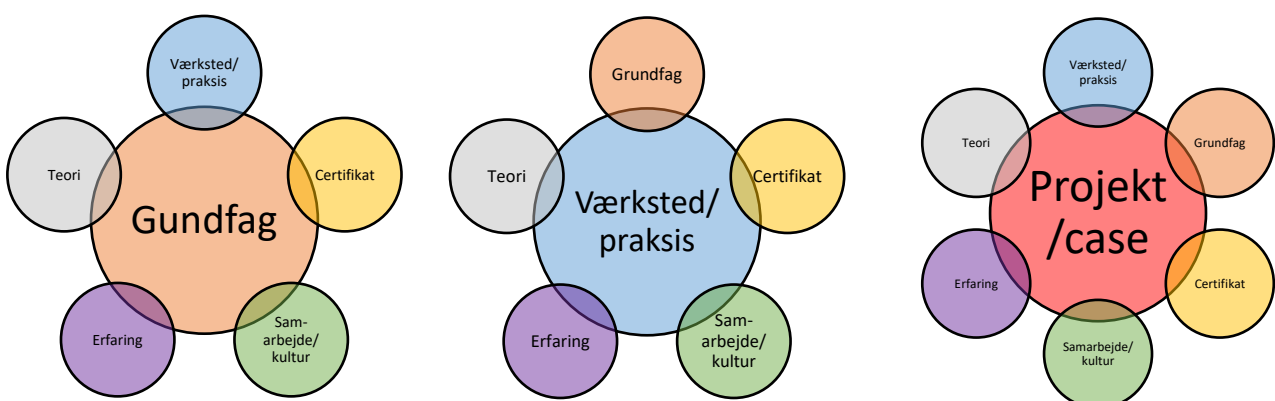 Værksted/
praksis
Teori
Certifikat
Gundfag
Erfaring
Sam-
arbejde/
kultur
Grundfag
Teori
Certifikat
Værksted/
praksis
Erfaring
Sam-
arbejde/
kultur
Værksted/
praksis
Teori
Grundfag
Projekt
/case
Erfaring
Certifikat
Samarbejde/
kultur